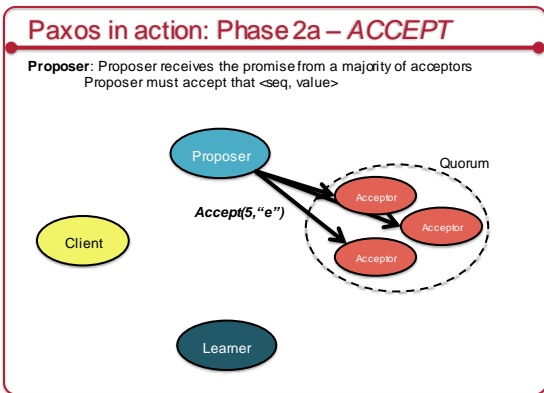 Paxos in action: Phase 2a – ACCEPT
Proposer: Proposer receives the promise from a majority of acceptors
Proposer must accept that <seq, value>
Proposer
Quorum
Acceptor
Accept(5,“e”)
Acceptor
Client
Acceptor
Learner